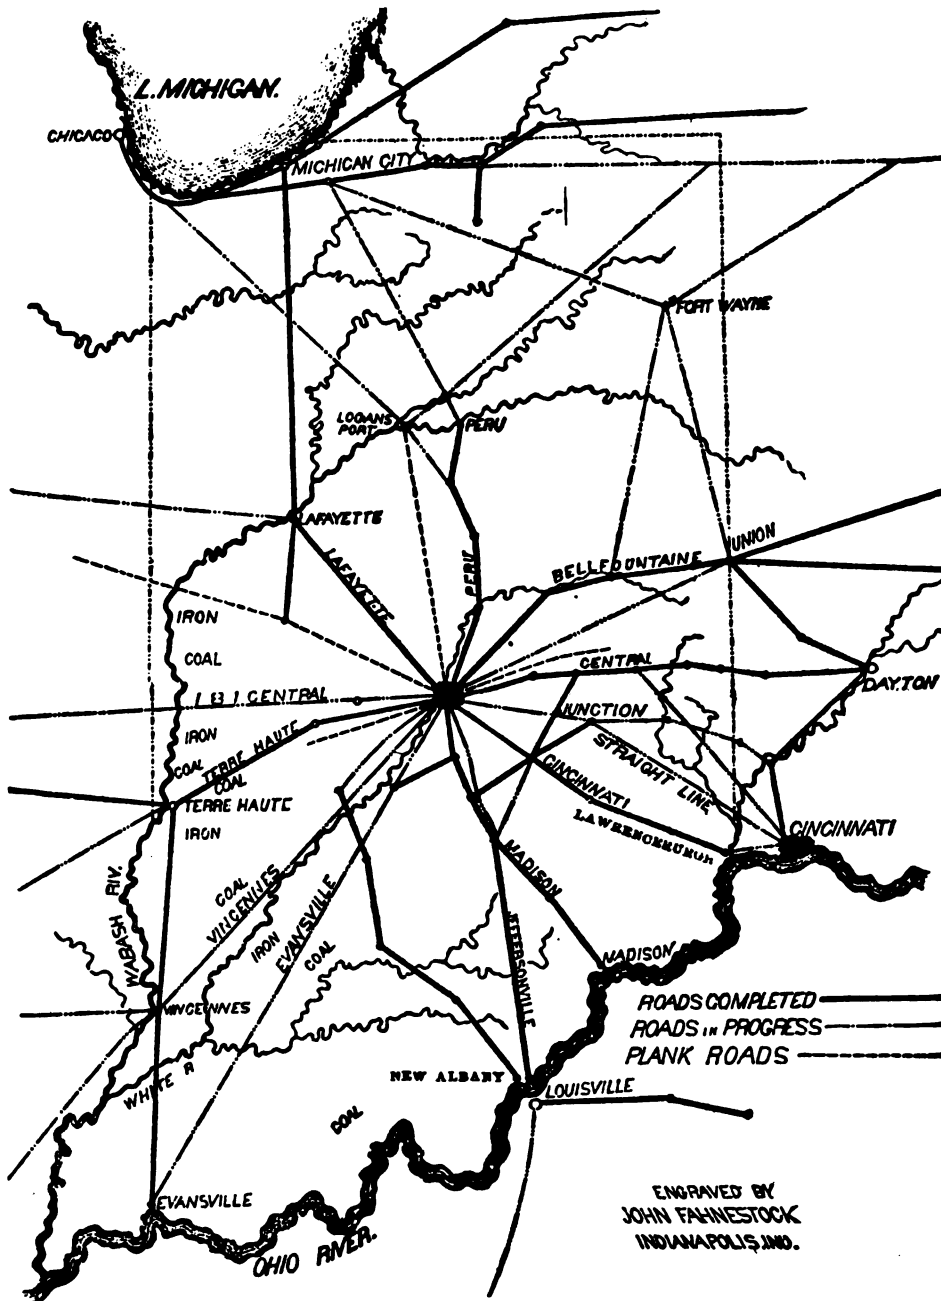 L. MICHIGAN.
CHICAGO
MICHIGAN CITY
FORT WAYNE
LOGANS
PORT
PERU
LAFAYETTE
LAFAYETTE
PERU
BELLEFOUNTAINE
UNION
IRON
COAL
I & I CENTRAL
CENTRAL
DAYTON
JUNCTION
STRAIGHT LINE
IRON
COAL
TERRE HAUTE
COAL
TERRE HAUTE
IRON
CINCINNATI
LAWRENCEBURGH
CINCINNATI
WABASH RIV.
COAL
VINCENNES
IRON
EVANSVILLE
COAL
MADISON
JEFFERSONVILLE
MADISON
VINCENNES
ROADS COMPLETED
ROADS IN PROGRESS
PLANK ROADS
WHITE R
NEW ALBANY
LOUISVILLE
COAL
EVANSVILLE
OHIO RIVER.
ENGRAVED BY
JOHN FAHNESTOCK
INDIANAPOLIS, IND.